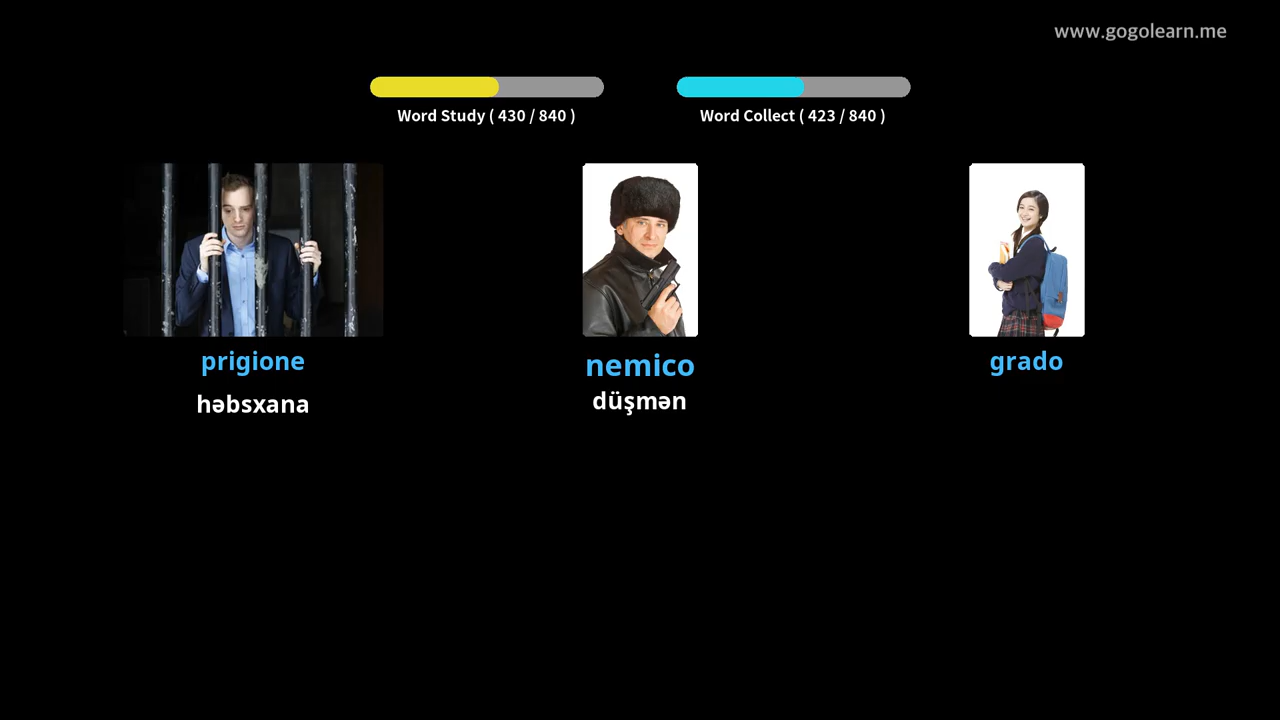 www.gogolearn.me
Word Study ( 430 / 840 )
Word Collect ( 423 / 840 )
prigione
nemico
grado
həbsxana
düşmən